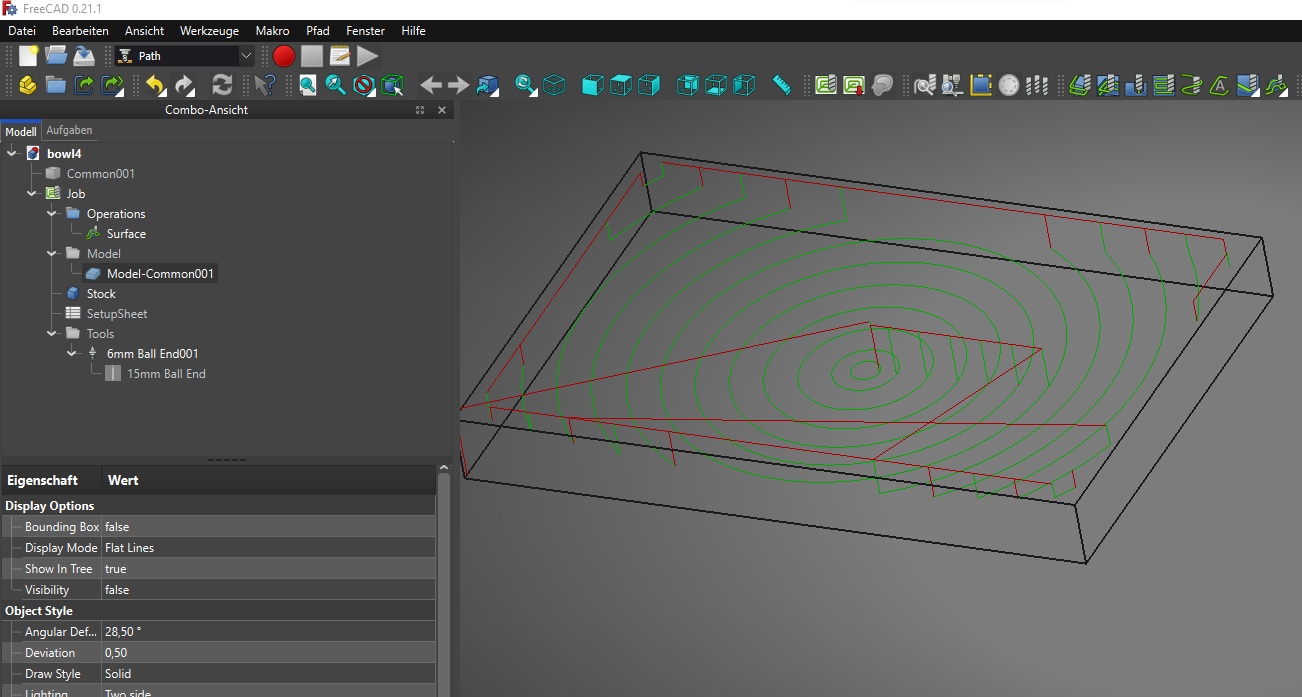 FreeCAD 0.21.1
Datei Bearbeiten Ansicht Werkzeuge Makro Pfad Fenster Hilfe
Path
Combo-Ansicht
Modell Aufgaben
bowl4
Common001
Job
Operations
Surface
Model
Model-Common001
Stock
SetupSheet
Tools
6mm Ball End001
15mm Ball End
Eigenschaft Wert
Display Options
Bounding Box false
Display Mode Flat Lines
Show In Tree true
Visibility false
Object Style
Angular Def... 28,50 °
Deviation 0,50
Draw Style Solid
Lighting Two side